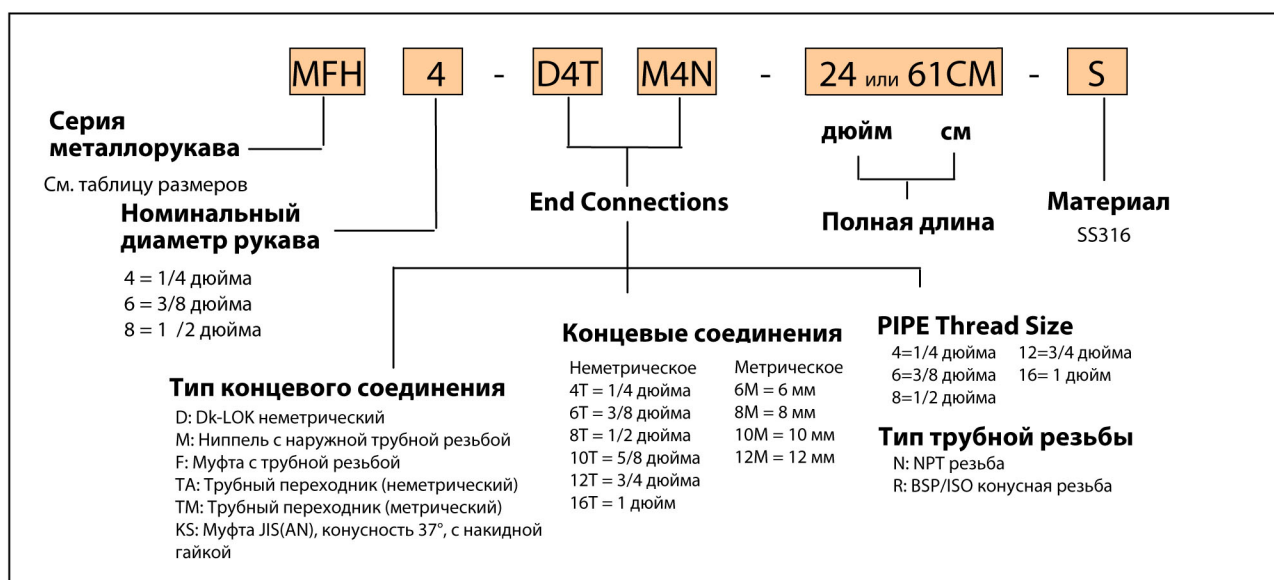 MFH 4 - D4T M4N - 24 или 61CM - S
Серия
металлорукава
См. таблицу размеров
Номинальный
диаметр рукава
4 = 1/4 дюйма
6 = 3/8 дюйма
8 = 1 /2 дюйма
End Connections
дюйм см
Полная длина
Материал
SS316
Тип концевого соединения
D: Dk-LOK неметрический
M: Ниппель с наружной трубной резьбой
F: Муфта с трубной резьбой
TA: Трубный переходник (неметрический)
TM: Трубный переходник (метрический)
KS: Муфта JIS(AN), конусность 37°, с накидной
гайкой
Концевые соединения
Неметрическое Метрическое
4T = 1/4 дюйма 6M = 6 мм
6T = 3/8 дюйма 8M = 8 мм
8T = 1/2 дюйма 10M = 10 мм
10T = 5/8 дюйма 12M = 12 мм
12T = 3/4 дюйма
16T = 1 дюйм
PIPE Thread Size
4=1/4 дюйма 12=3/4 дюйма
6=3/8 дюйма 16= 1 дюйм
8=1/2 дюйма
Тип трубной резьбы
N: NPT резьба
R: BSP/ISO конусная резьба